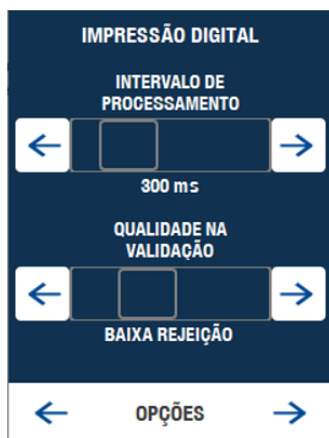 IMPRESSÃO DIGITAL
INTERVALO DE
PROCESSAMENTO
300 ms
QUALIDADE NA
VALIDAÇÃO
BAIXA REJEIÇÃO
OPÇÕES